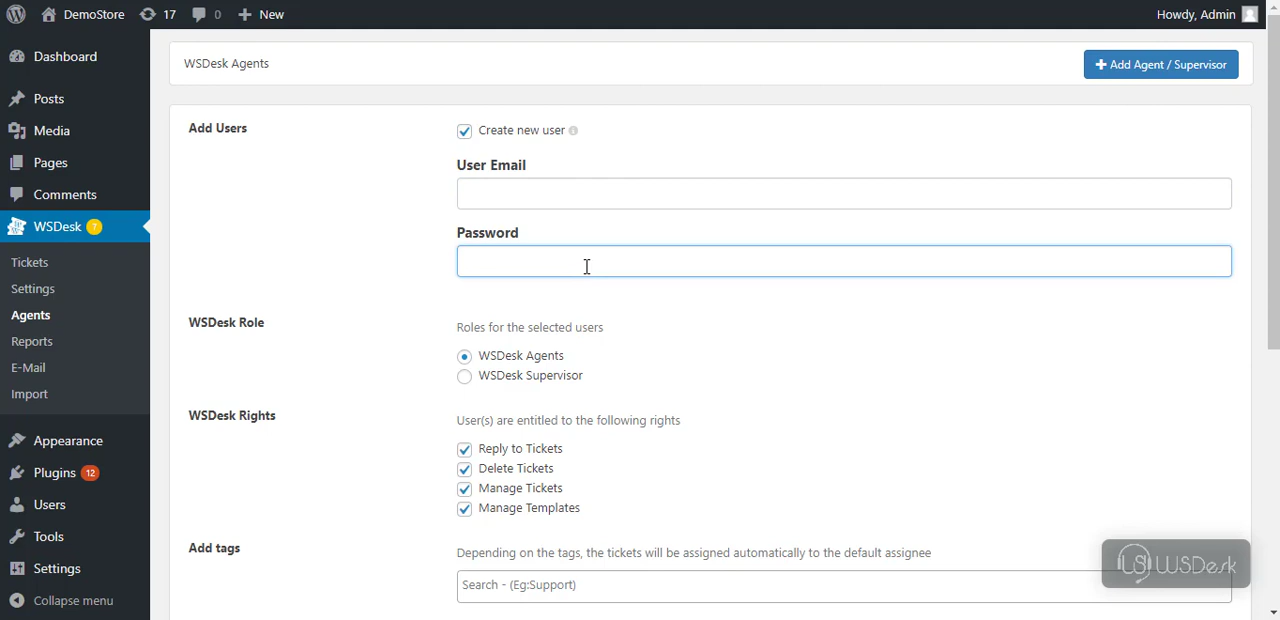 DemoStore 17 0 New
Howdy, Admin
Dashboard
Posts
Media
Pages
Comments
WSDesk 7
Tickets
Settings
Agents
Reports
E-Mail
Import
Appearance
Plugins 12
Users
Tools
Settings
Collapse menu
WSDesk Agents
Add Agent / Supervisor
Add Users
Create new user
User Email
Password
WSDesk Role
Roles for the selected users
WSDesk Agents
WSDesk Supervisor
WSDesk Rights
User(s) are entitled to the following rights
Reply to Tickets
Delete Tickets
Manage Tickets
Manage Templates
Add tags
Depending on the tags, the tickets will be assigned automatically to the default assignee
Search - (Eg:Support)
WSDesk